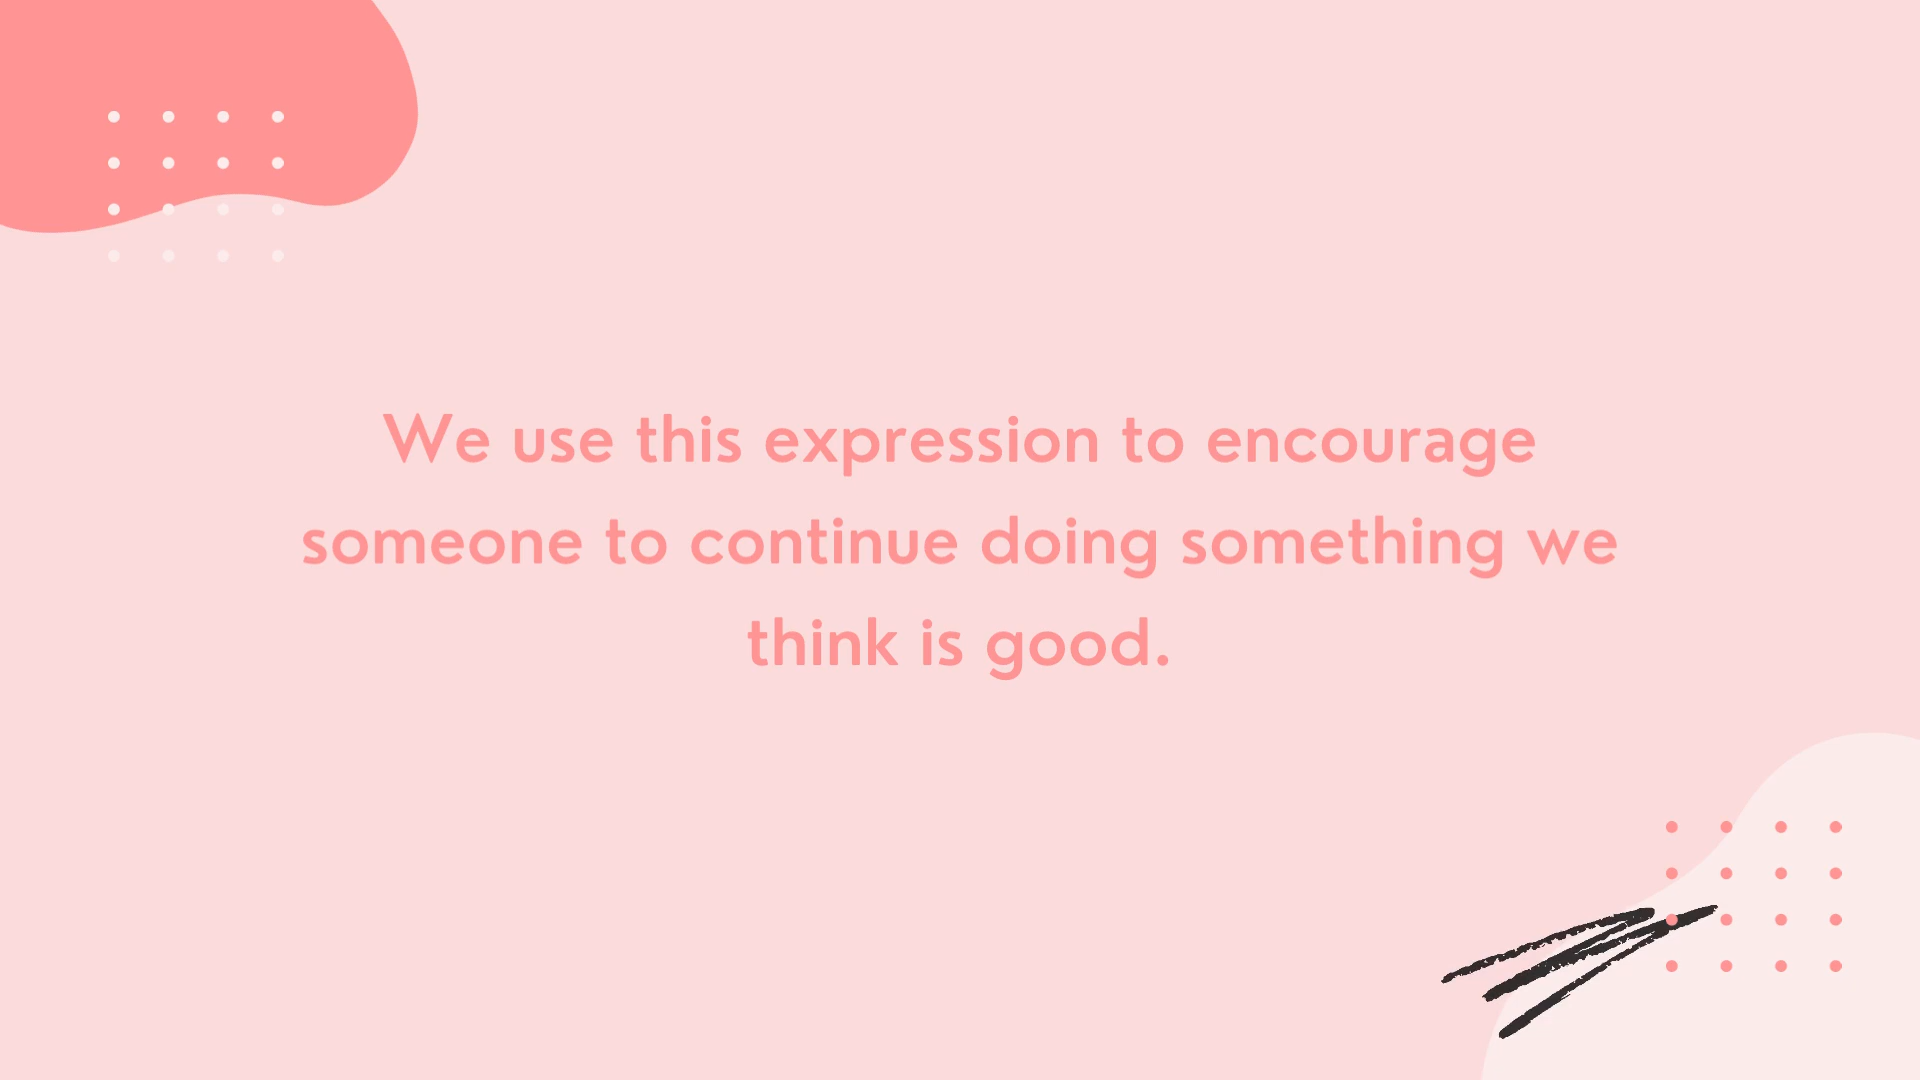 We use this expression to encourage
someone to continue doing something we
think is good.